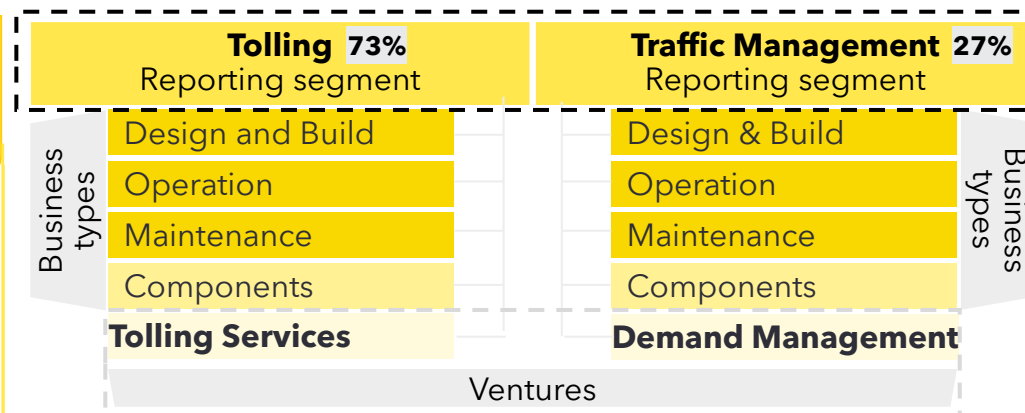 Tolling 73%
Reporting segment
Traffic Management 27%
Reporting segment
Business
types
Design and Build
Operation
Maintenance
Components
Tolling Services
Design & Build
Operation
Maintenance
Components
Demand Management
Business
types
Ventures